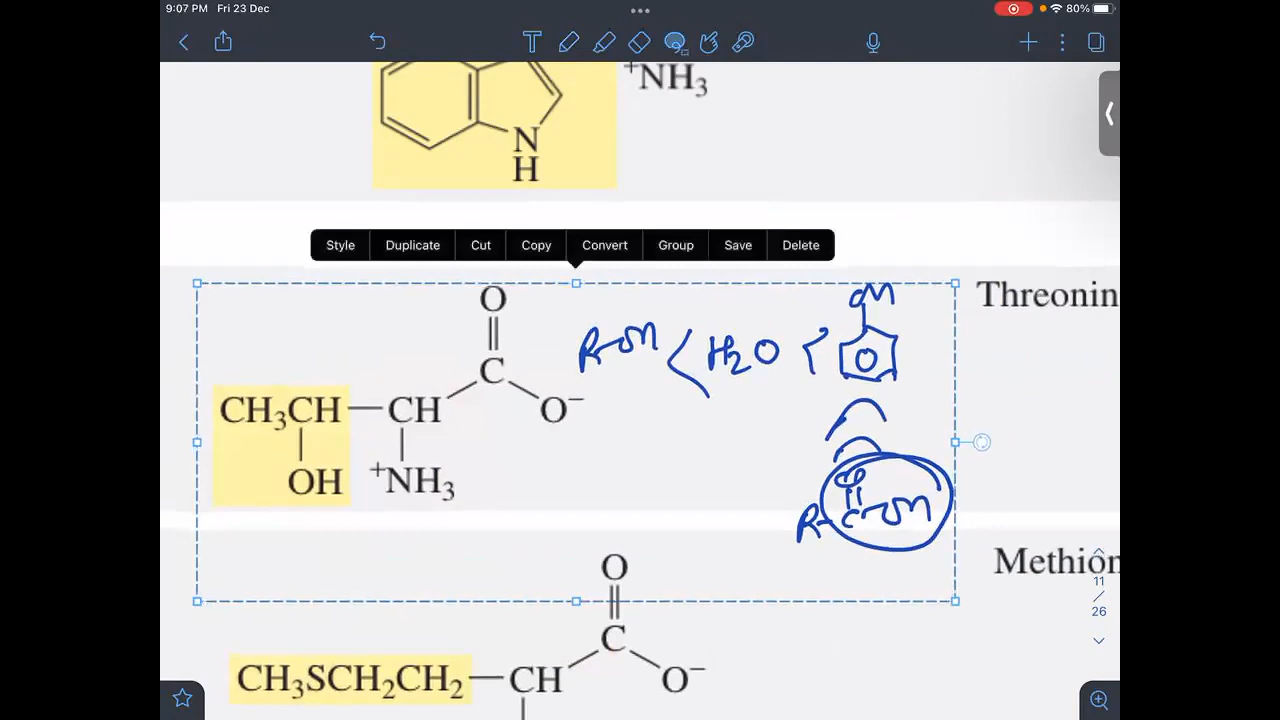 9:07 PM Fri 23 Dec
80%
T
+NH3
N
H
Style Duplicate Cut Copy Convert Group Save Delete
O
Threonin
R-OH < H2O < OH
C
CH3CH — CH
O−
OH +NH3
O
R-C-OH
Methion
11
/
26
O
C
CH3SCH2CH2 — CH
O−